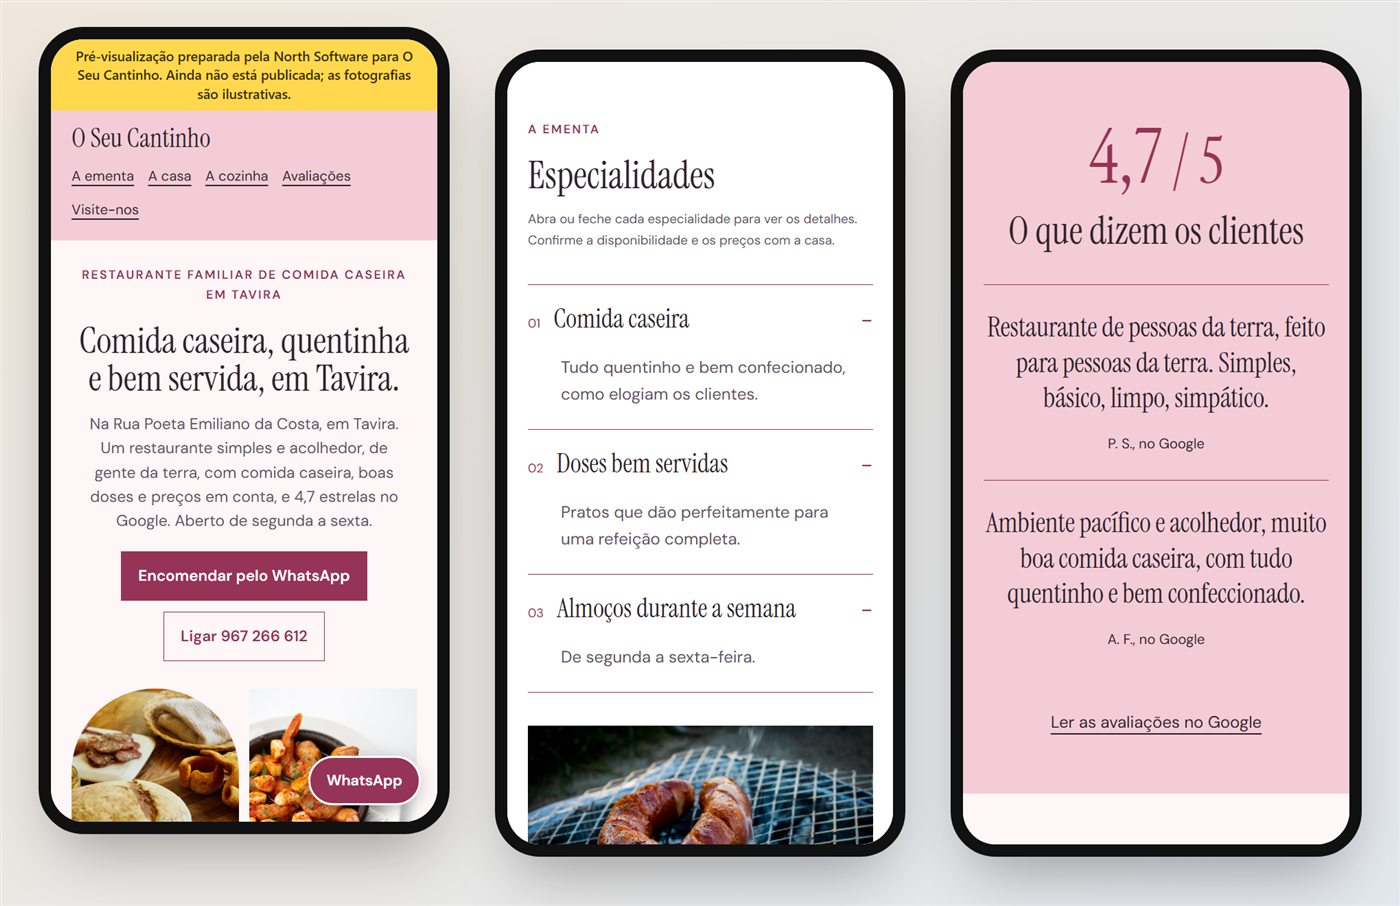 Pré-visualização preparada pela North Software para O
Seu Cantinho. Ainda não está publicada; as fotografias
são ilustrativas.
O Seu Cantinho
A ementa A casa A cozinha Avaliações
Visite-nos
RESTAURANTE FAMILIAR DE COMIDA CASEIRA
EM TAVIRA
Comida caseira, quentinha
e bem servida, em Tavira.
Na Rua Poeta Emiliano da Costa, em Tavira.
Um restaurante simples e acolhedor, de
gente da terra, com comida caseira, boas
doses e preços em conta, e 4,7 estrelas no
Google. Aberto de segunda a sexta.
Encomendar pelo WhatsApp
Ligar 967 266 612
WhatsApp
A EMENTA
Especialidades
Abra ou feche cada especialidade para ver os detalhes.
Confirme a disponibilidade e os preços com a casa.
01 Comida caseira –
Tudo quentinho e bem confecionado,
como elogiam os clientes.
02 Doses bem servidas –
Pratos que dão perfeitamente para
uma refeição completa.
03 Almoços durante a semana –
De segunda a sexta-feira.
4,7 / 5
O que dizem os clientes
Restaurante de pessoas da terra, feito
para pessoas da terra. Simples,
básico, limpo, simpático.
P. S., no Google
Ambiente pacífico e acolhedor, muito
boa comida caseira, com tudo
quentinho e bem confeccionado.
A. F., no Google
Ler as avaliações no Google